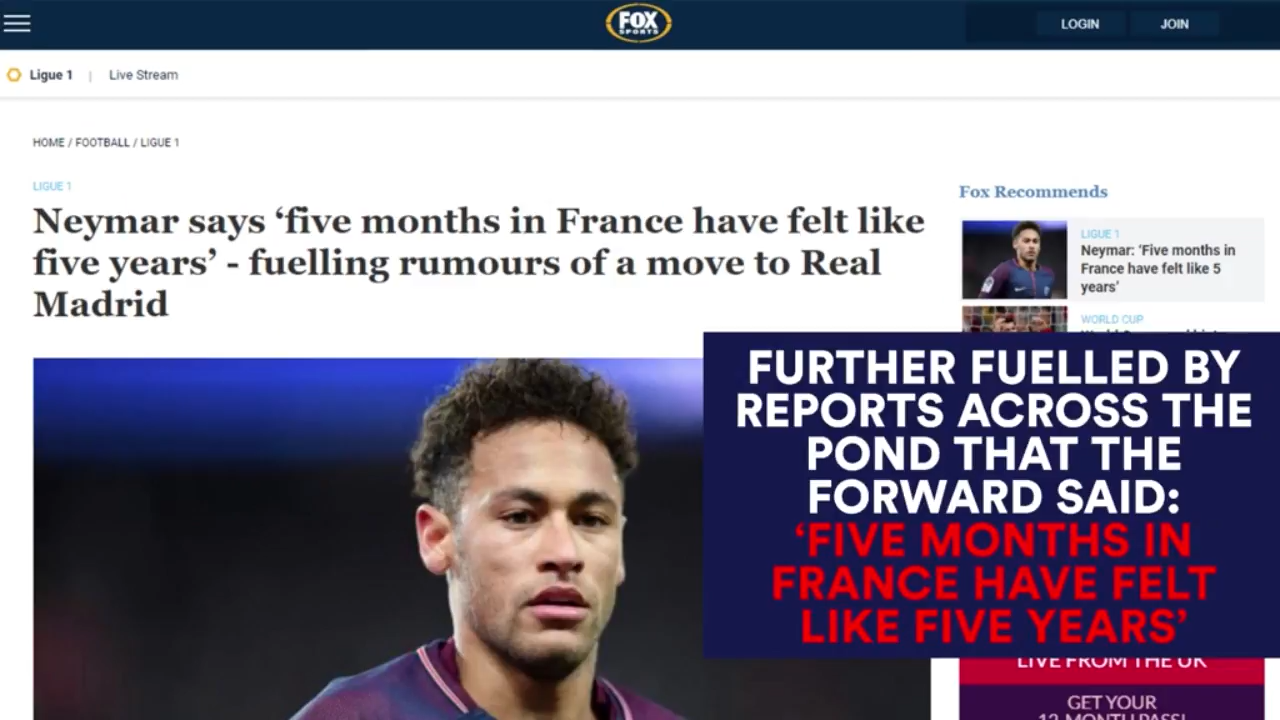 FOX
SPORTS
LOGIN
JOIN
Ligue 1 | Live Stream
HOME / FOOTBALL / LIGUE 1
LIGUE 1
Neymar says ‘five months in France have felt like
five years’ - fuelling rumours of a move to Real
Madrid
Fox Recommends
LIGUE 1
Neymar: ‘Five months in
France have felt like 5
years’
WORLD CUP
FURTHER FUELLED BY
REPORTS ACROSS THE
POND THAT THE
FORWARD SAID:
‘FIVE MONTHS IN
FRANCE HAVE FELT
LIKE FIVE YEARS’
LIVE FROM THE UK
GET YOUR
12 MONTH PASS!